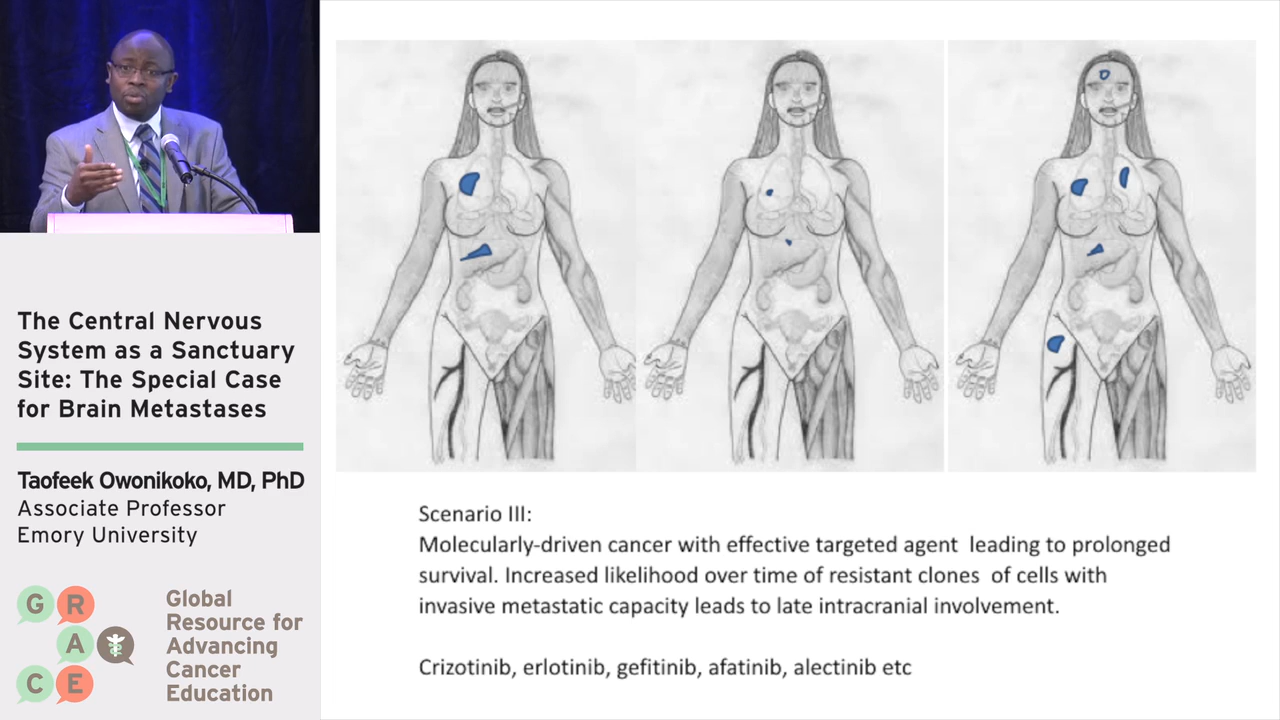 The Central Nervous
System as a Sanctuary
Site: The Special Case
for Brain Metastases
Taofeek Owonikoko, MD, PhD
Associate Professor
Emory University
G R
A
C E
Global
Resource for
Advancing
Cancer
Education
Scenario III:
Molecularly-driven cancer with effective targeted agent leading to prolonged
survival. Increased likelihood over time of resistant clones of cells with
invasive metastatic capacity leads to late intracranial involvement.
Crizotinib, erlotinib, gefitinib, afatinib, alectinib etc